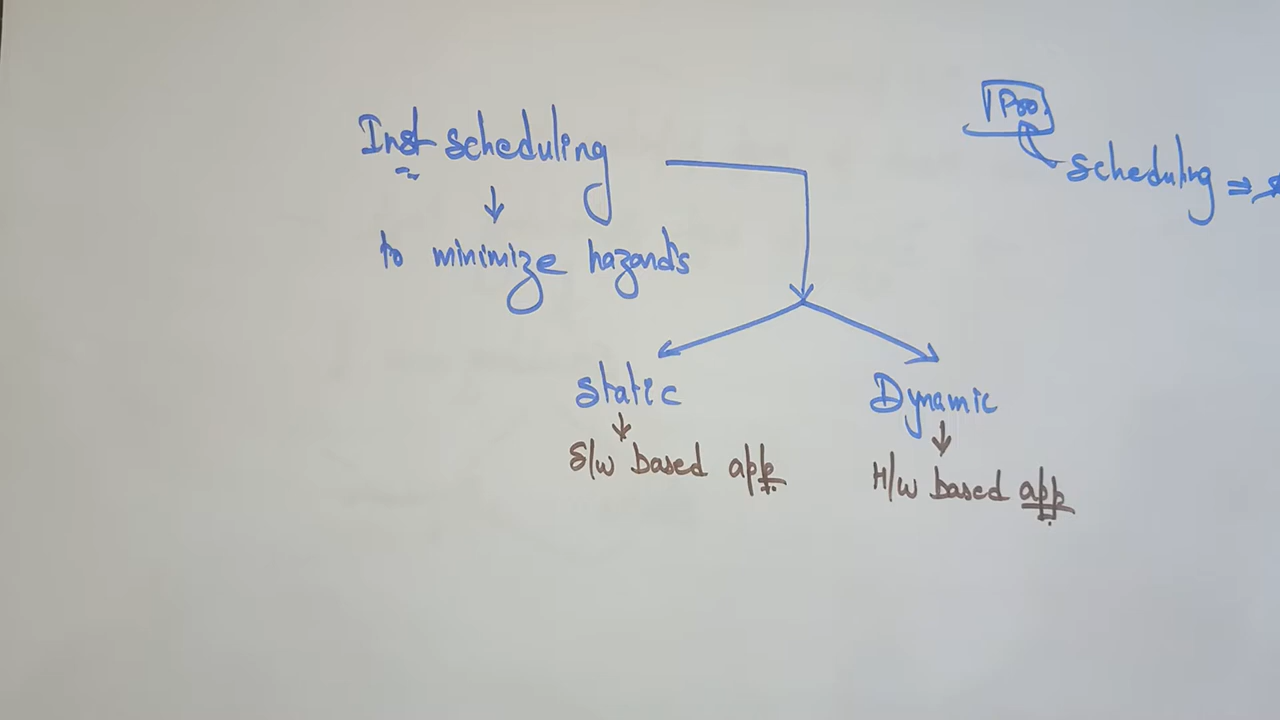 Inst scheduling
to minimize hazards
scheduling ⇒
Static
Dynamic
S/w based app
H/w based app